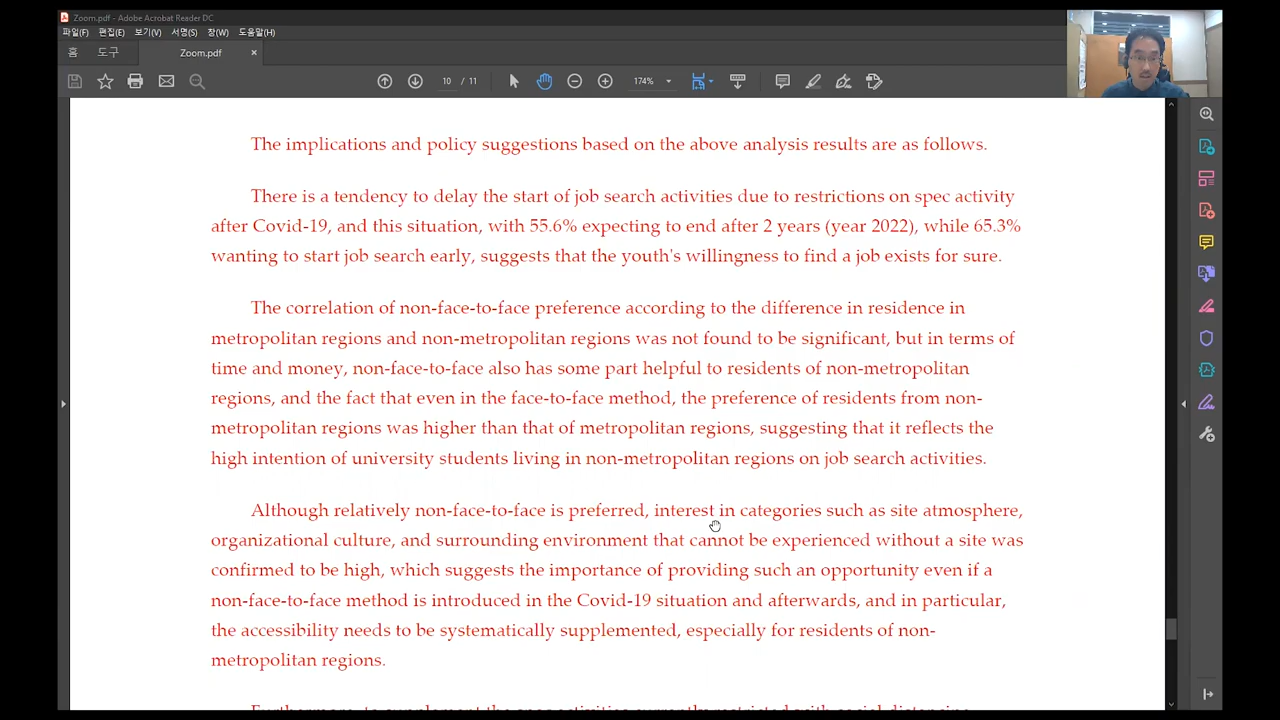 Zoom.pdf - Adobe Acrobat Reader DC
파일(F) 편집(E) 보기(V) 서명(S) 창(W) 도움말(H)
홈 도구 Zoom.pdf ×
10 / 11 174%
The implications and policy suggestions based on the above analysis results are as follows.
There is a tendency to delay the start of job search activities due to restrictions on spec activity
after Covid-19, and this situation, with 55.6% expecting to end after 2 years (year 2022), while 65.3%
wanting to start job search early, suggests that the youth's willingness to find a job exists for sure.
The correlation of non-face-to-face preference according to the difference in residence in
metropolitan regions and non-metropolitan regions was not found to be significant, but in terms of
time and money, non-face-to-face also has some part helpful to residents of non-metropolitan
regions, and the fact that even in the face-to-face method, the preference of residents from non-
metropolitan regions was higher than that of metropolitan regions, suggesting that it reflects the
high intention of university students living in non-metropolitan regions on job search activities.
Although relatively non-face-to-face is preferred, interest in categories such as site atmosphere,
organizational culture, and surrounding environment that cannot be experienced without a site was
confirmed to be high, which suggests the importance of providing such an opportunity even if a
non-face-to-face method is introduced in the Covid-19 situation and afterwards, and in particular,
the accessibility needs to be systematically supplemented, especially for residents of non-
metropolitan regions.
Furthermore, to supplement the spec activities currently restricted with social distancing